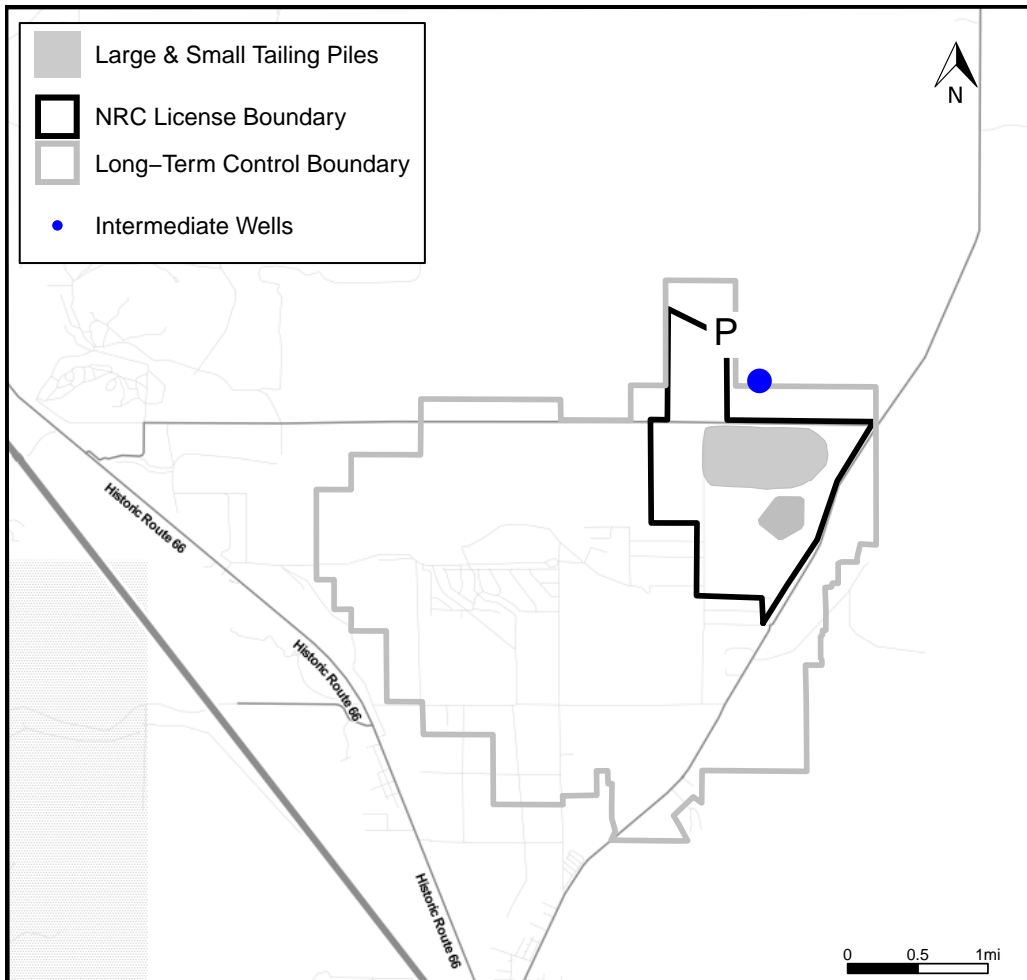 Large & Small Tailing Piles
NRC License Boundary
Long−Term Control Boundary
Intermediate Wells
N
P
Historic Route 66
Historic Route 66
Historic Route 66
0 0.5 1mi